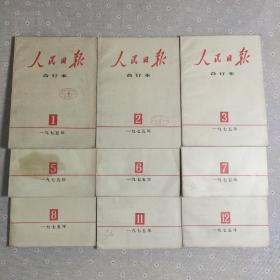 人民日报
合订本
1
一九七五年
人民日报
合订本
2
一九七五年
人民日报
合订本
3
一九七五年
5
一九七五年
6
一九七五年
7
一九七五年
8
一九七五年
11
一九七五年
12
一九七五年